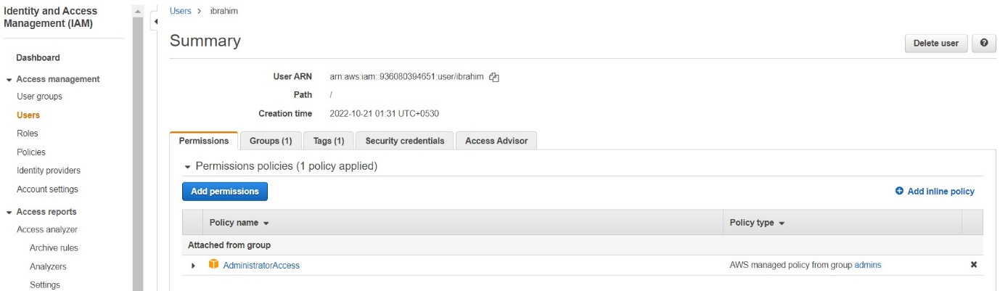 Identity and Access
Management (IAM)
Dashboard
Access management
User groups
Users
Roles
Policies
Identity providers
Account settings
Access reports
Access analyzer
Archive rules
Analyzers
Settings
Users > ibrahim
Summary
Delete user
User ARN arn:aws:iam::936080394651:user/ibrahim
Path /
Creation time 2022-10-21 01:31 UTC+0530
Permissions Groups (1) Tags (1) Security credentials Access Advisor
Permissions policies (1 policy applied)
Add permissions Add inline policy
Policy name Policy type
Attached from group
AdministratorAccess AWS managed policy from group admins